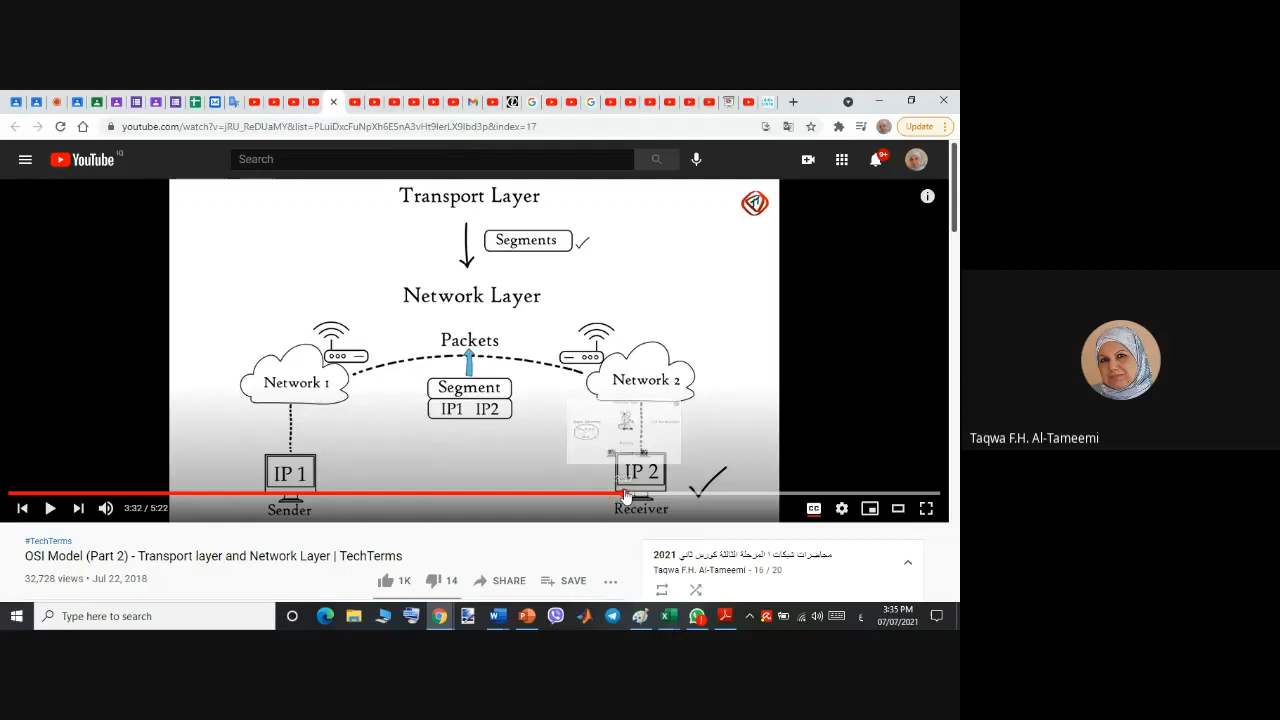 youtube.com/watch?v=jRU_ReDUaMY&list=PLuiDxcFuNpXh6ESnA3vHt9IerLX9Ibd3p&index=17
Update
YouTube IQ
Search
9+
Transport Layer
Segments
Network Layer
Packets
Network 1
Segment
IP1 IP2
Network 2
IP 1
IP 2
Sender
Receiver
3:32 / 5:22
CC
#TechTerms
OSI Model (Part 2) - Transport layer and Network Layer | TechTerms
32,728 views • Jul 22, 2018
1K
14
SHARE
SAVE
محاضرات شبكات ١ المرحلة الثالثة كورس ثاني 2021
Taqwa F.H. Al-Tameemi - 16 / 20
Type here to search
ع
3:35 PM
07/07/2021
Taqwa F.H. Al-Tameemi